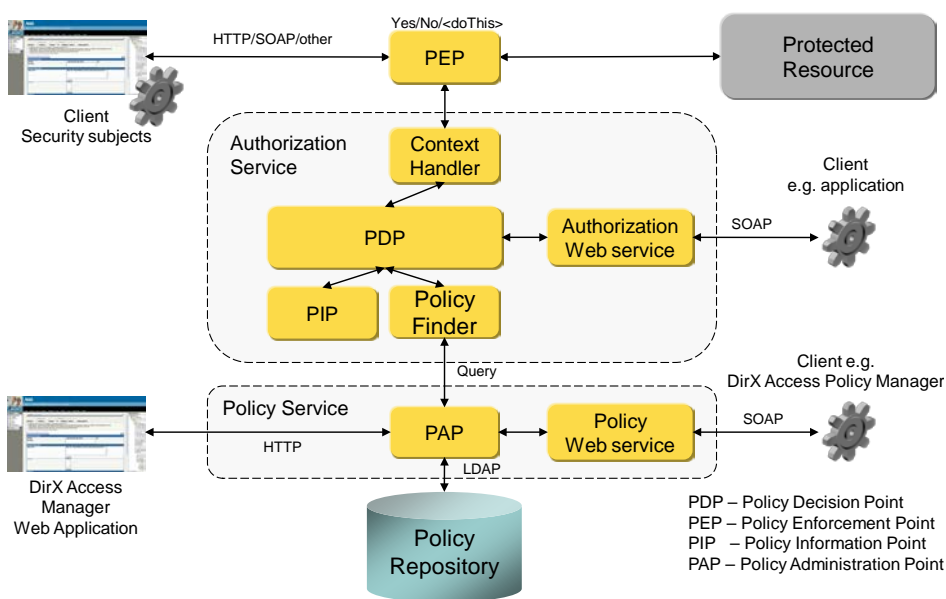 Yes/No/<doThis>
HTTP/SOAP/other
PEP
Protected
Resource
Client
Security subjects
Authorization
Service
Context
Handler
Client
e.g. application
PDP
Authorization
Web service
SOAP
PIP
Policy
Finder
Query
Client e.g.
DirX Access Policy Manager
Policy Service
PAP
Policy
Web service
SOAP
HTTP
LDAP
DirX Access
Manager
Web Application
Policy
Repository
PDP – Policy Decision Point
PEP – Policy Enforcement Point
PIP – Policy Information Point
PAP – Policy Administration Point